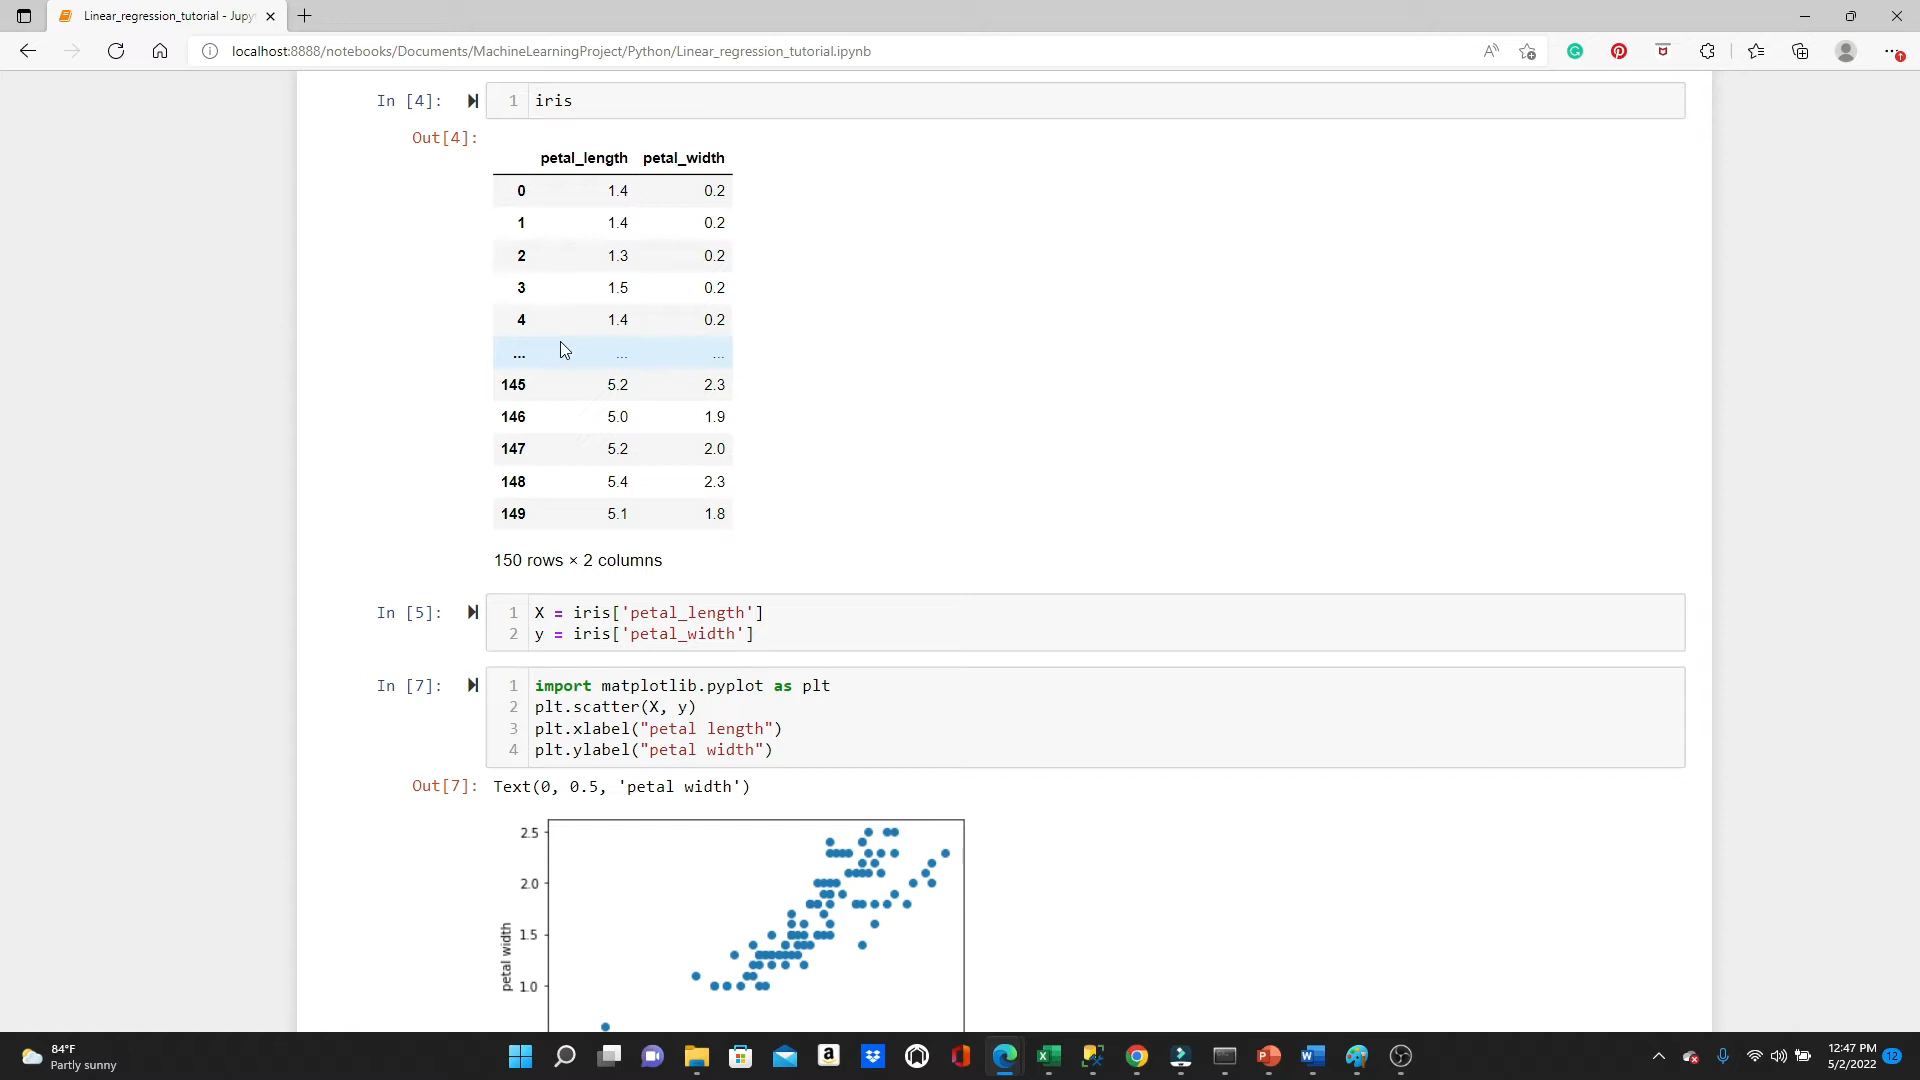 Linear_regression_tutorial - Jupy
localhost:8888/notebooks/Documents/MachineLearningProject/Python/Linear_regression_tutorial.ipynb
In [4]:
1 iris
Out[4]:
petal_length petal_width
0 1.4 0.2
1 1.4 0.2
2 1.3 0.2
3 1.5 0.2
4 1.4 0.2
... ... ...
145 5.2 2.3
146 5.0 1.9
147 5.2 2.0
148 5.4 2.3
149 5.1 1.8
150 rows × 2 columns
In [5]:
1 X = iris['petal_length']
2 y = iris['petal_width']
In [7]:
1 import matplotlib.pyplot as plt
2 plt.scatter(X, y)
3 plt.xlabel("petal length")
4 plt.ylabel("petal width")
Out[7]: Text(0, 0.5, 'petal width')
2.5
2.0
1.5
1.0
petal width
84°F
Partly sunny
12:47 PM
5/2/2022
12